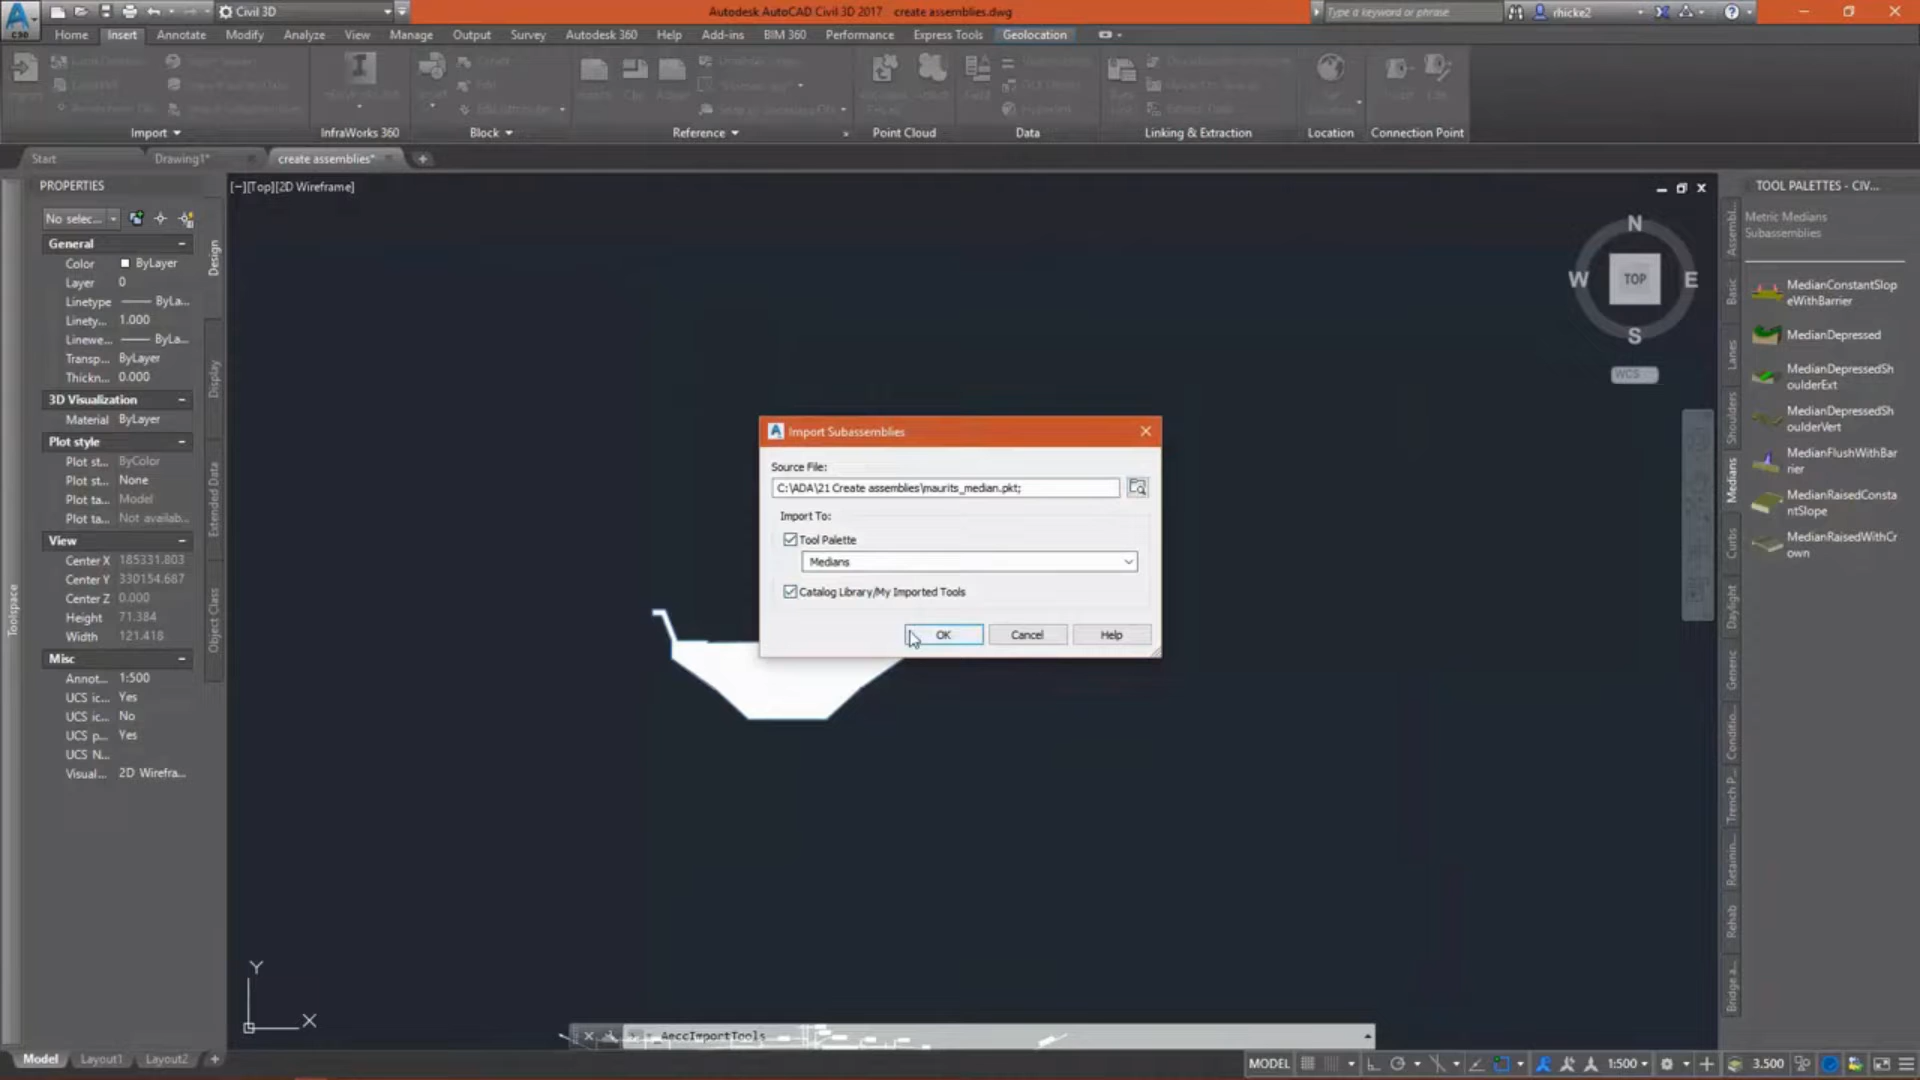 Civil 3D
Autodesk AutoCAD Civil 3D 2017 create assemblies.dwg
Type a keyword or phrase
rhicke2
Home Insert Annotate Modify Analyze View Manage Output Survey Autodesk 360 Help Add-ins BIM 360 Performance Express Tools Geolocation
Import InfraWorks 360 Block Reference Point Cloud Data Linking & Extraction Location Connection Point
Start Drawing1* create assemblies*
PROPERTIES
No selec...
General
Color ByLayer
Layer 0
Linetype ByLa...
Linety... 1.000
Linewe... ByLa...
Transp... ByLayer
Thickn... 0.000
3D Visualization
Material ByLayer
Plot style
Plot st... ByColor
Plot st... None
Plot ta... Model
Plot ta... Not availab...
View
Center X 185331.803
Center Y 330154.687
Center Z 0.000
Height 71.384
Width 121.418
Misc
Annot... 1:500
UCS ic... Yes
UCS ic... No
UCS p... Yes
UCS N...
Visual... 2D Wirefra...
Design
Display
Extended Data
Object Class
Toolspace
[−][Top][2D Wireframe]
N
W TOP E
S
WCS
Import Subassemblies
Source File:
C:\ADA\21 Create assemblies\maurits_median.pkt;
Import To:
Tool Palette
Medians
Catalog Library/My Imported Tools
OK Cancel Help
TOOL PALETTES - CIV...
Metric Medians
Subassemblies
MedianConstantSlop
eWithBarrier
MedianDepressed
MedianDepressedSh
oulderExt
MedianDepressedSh
oulderVert
MedianFlushWithBar
rier
MedianRaisedConsta
ntSlope
MedianRaisedWithCr
own
Assembl...
Basic
Lanes
Shoulders
Medians
Curbs
Daylight
Generic
Conditio...
Trench P...
Retainin...
Rehab
Bridge a...
Y
X
_AeccImportTools
Model Layout1 Layout2
MODEL 1:500 3.500